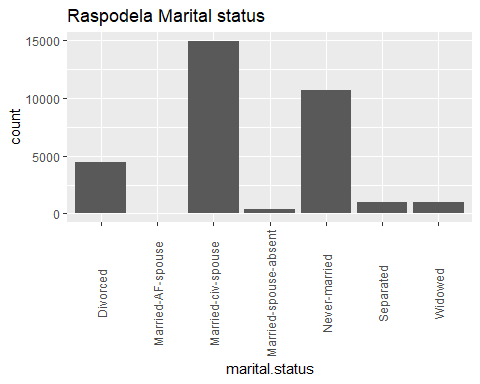 Raspodela Marital status
count
15000
10000
5000
0
Divorced
Married-AF-spouse
Married-civ-spouse
Married-spouse-absent
Never-married
Separated
Widowed
marital.status